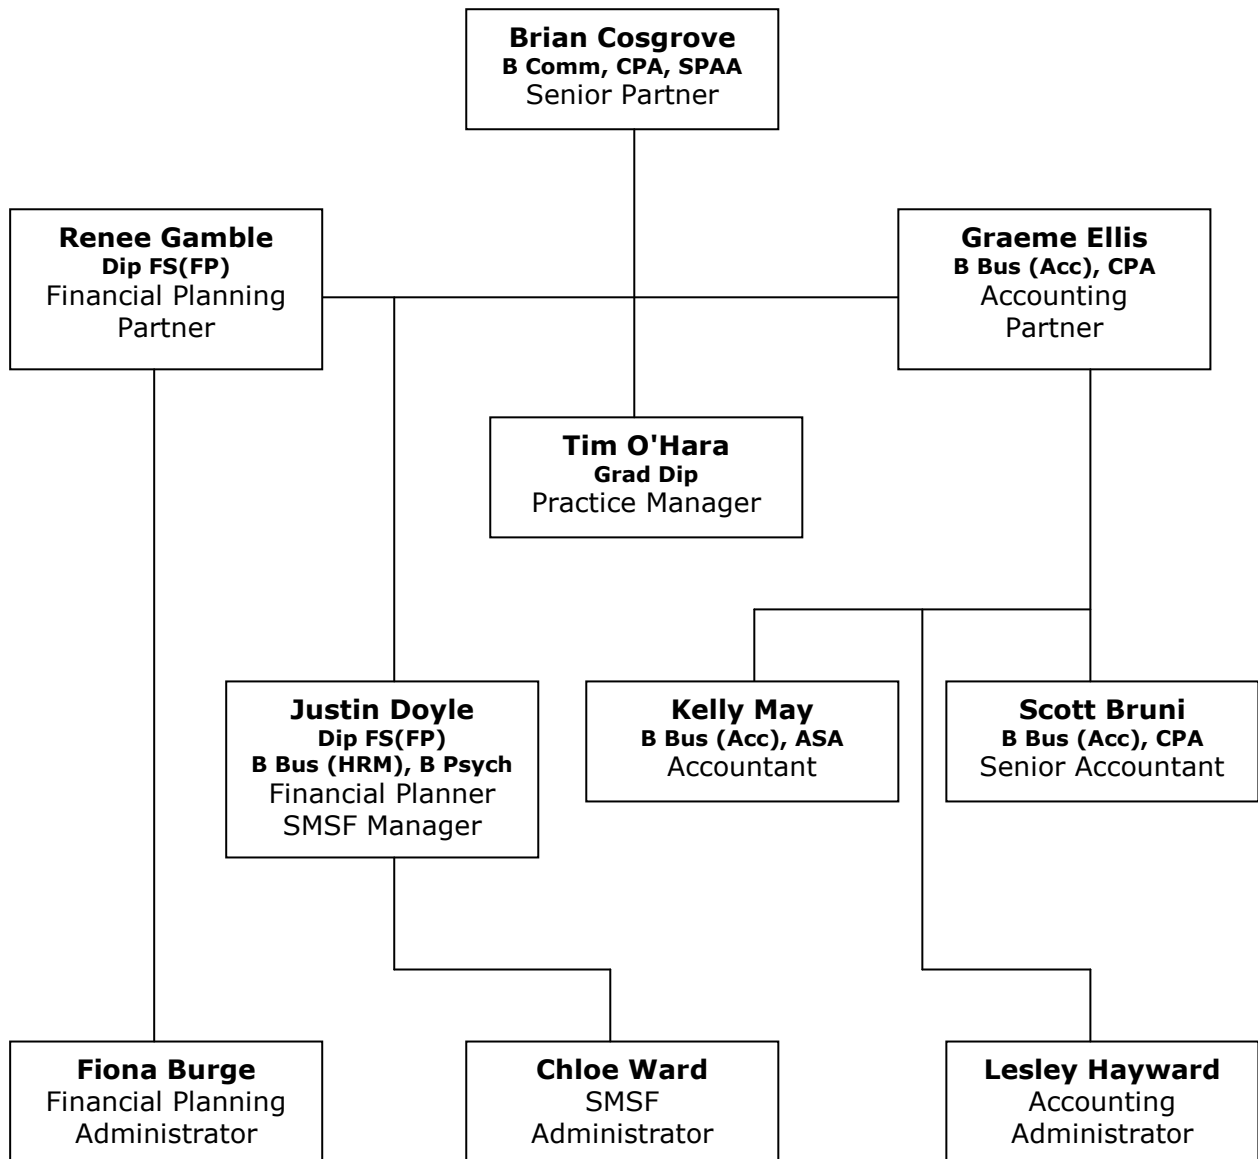 Brian Cosgrove
B Comm, CPA, SPAA
Senior Partner
Renee Gamble
Dip FS(FP)
Financial Planning
Partner
Graeme Ellis
B Bus (Acc), CPA
Accounting
Partner
Tim O'Hara
Grad Dip
Practice Manager
Justin Doyle
Dip FS(FP)
B Bus (HRM), B Psych
Financial Planner
SMSF Manager
Kelly May
B Bus (Acc), ASA
Accountant
Scott Bruni
B Bus (Acc), CPA
Senior Accountant
Fiona Burge
Financial Planning
Administrator
Chloe Ward
SMSF
Administrator
Lesley Hayward
Accounting
Administrator